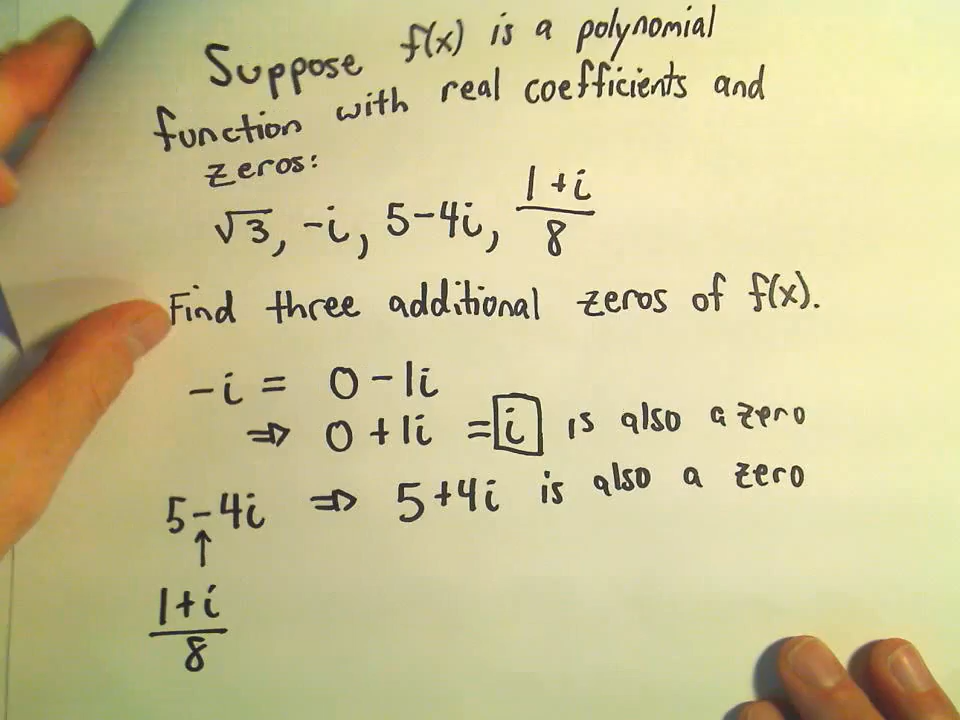 Suppose f(x) is a polynomial
function with real coefficients and
zeros:
√3, -i, 5-4i, (1+i)/8
Find three additional zeros of f(x).
-i = 0-1i
⇒ 0+1i = i is also a zero
5-4i ⇒ 5+4i is also a zero
↑
(1+i)/8